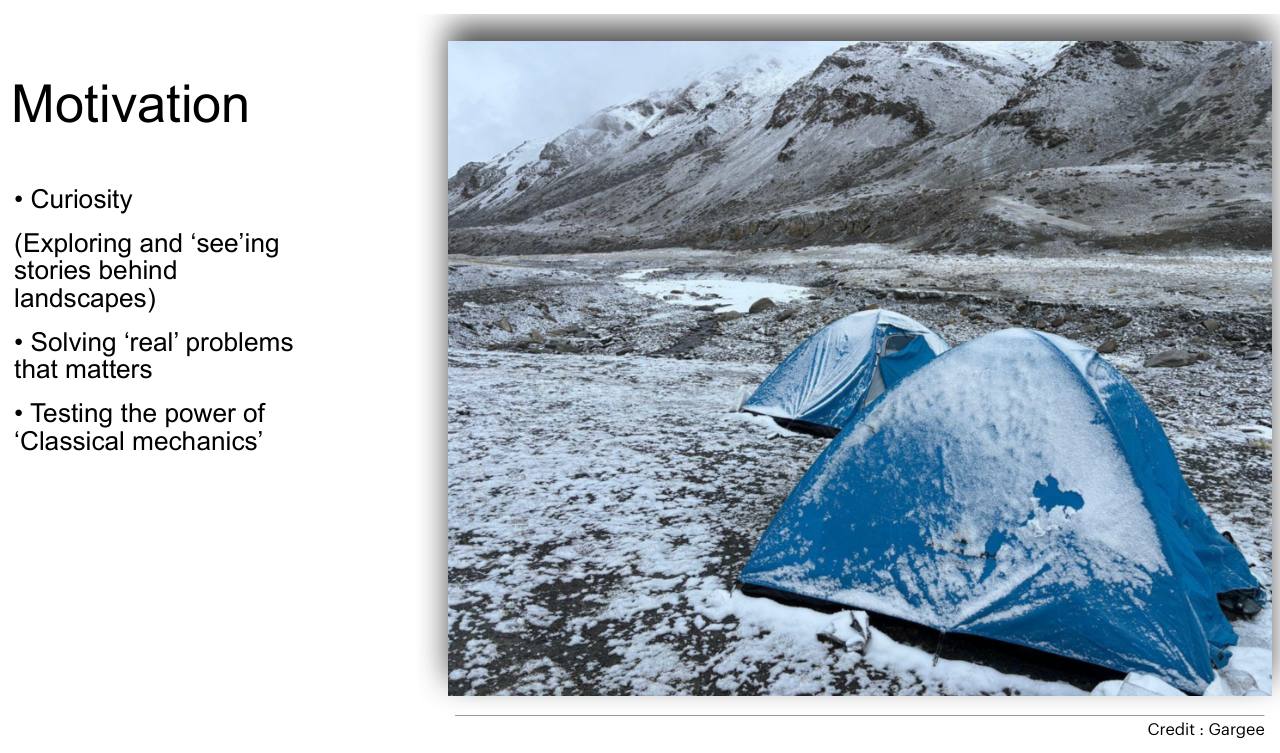 Motivation
• Curiosity
(Exploring and ‘see’ing
stories behind
landscapes)
• Solving ‘real’ problems
that matters
• Testing the power of
‘Classical mechanics’
Credit : Gargee